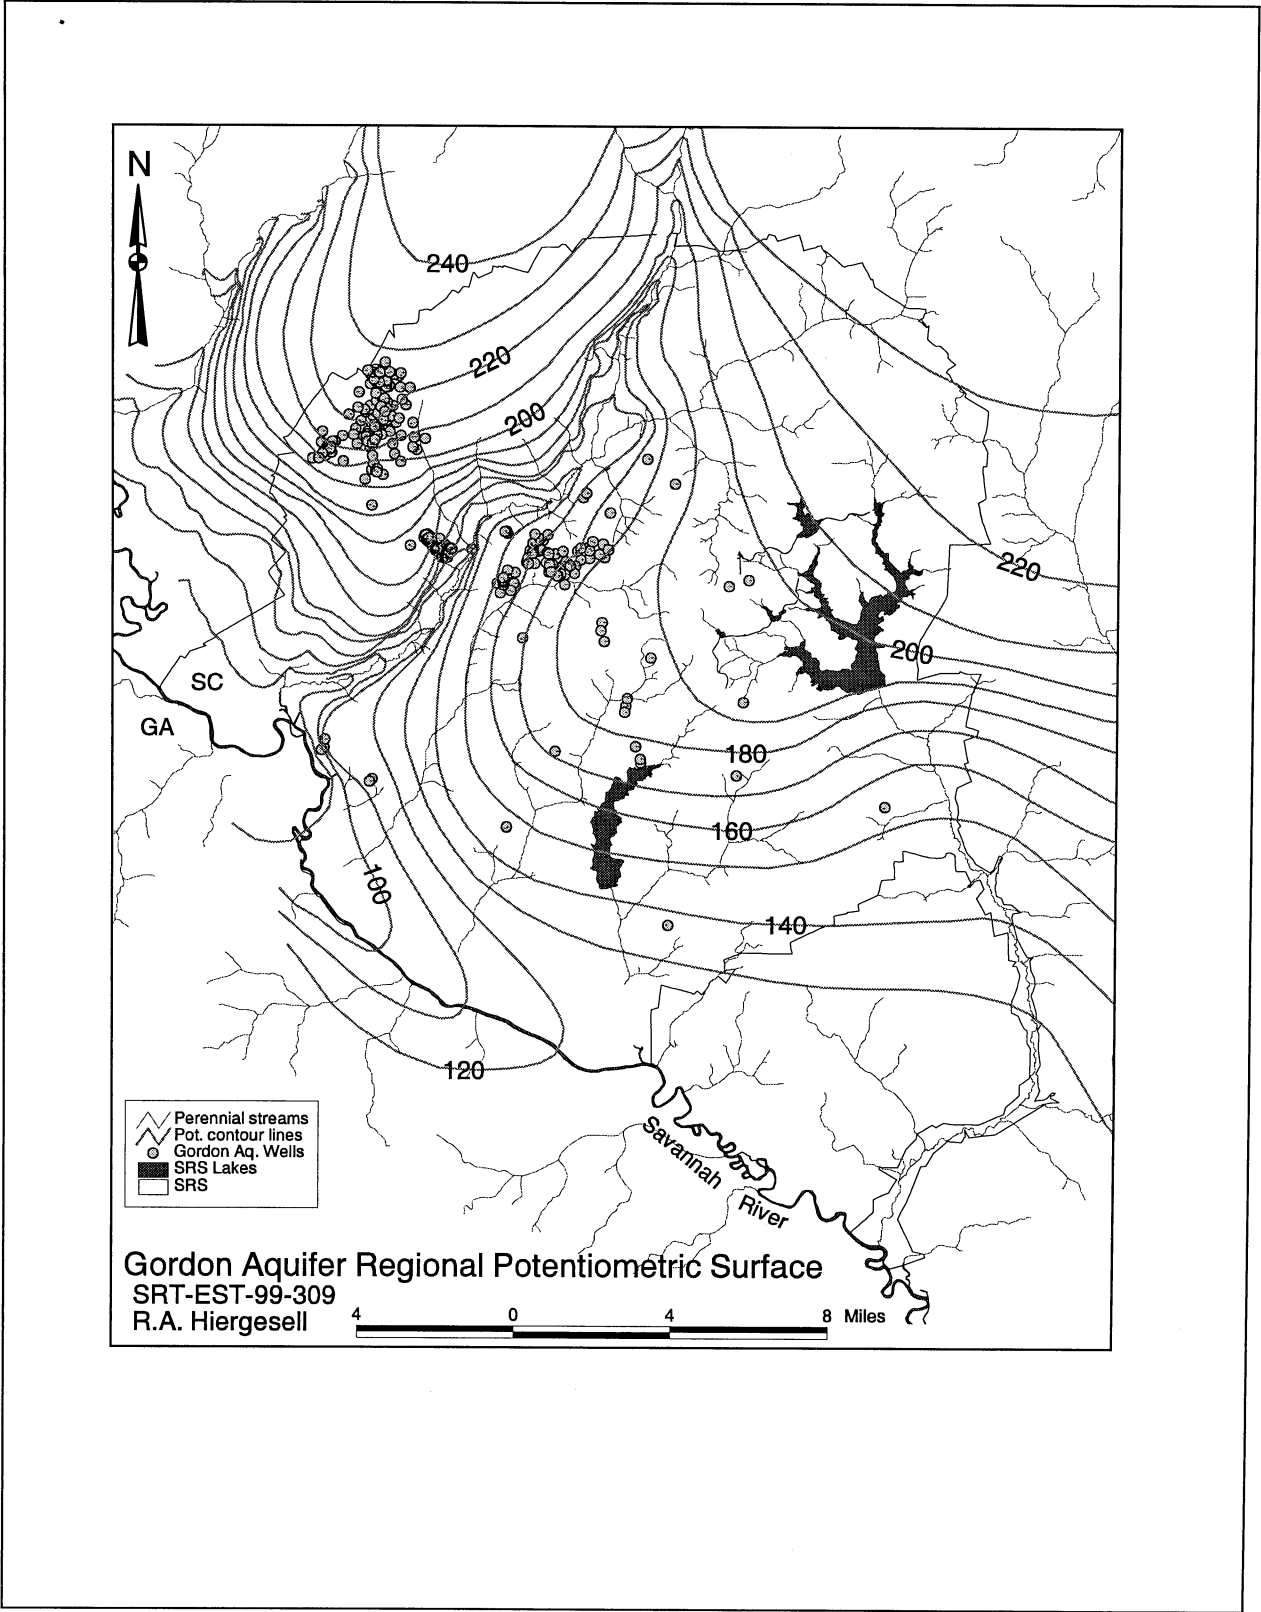 N
240
220
200
220
200
SC
GA
180
160
100
140
120
Perennial streams
Pot. contour lines
Gordon Aq. Wells
SRS Lakes
SRS
Savannah
River
Gordon Aquifer Regional Potentiometric Surface
SRT-EST-99-309
R.A. Hiergesell
4 0 4 8 Miles